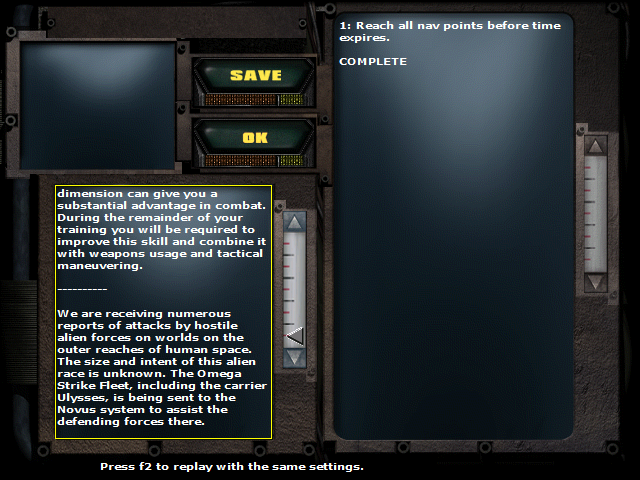 1: Reach all nav points before time
expires.
COMPLETE
SAVE
OK
dimension can give you a
substantial advantage in combat.
During the remainder of your
training you will be required to
improve this skill and combine it
with weapons usage and tactical
maneuvering.
----------
We are receiving numerous
reports of attacks by hostile
alien forces on worlds on the
outer reaches of human space.
The size and intent of this alien
race is unknown. The Omega
Strike Fleet, including the carrier
Ulysses, is being sent to the
Novus system to assist the
defending forces there.
Press f2 to replay with the same settings.